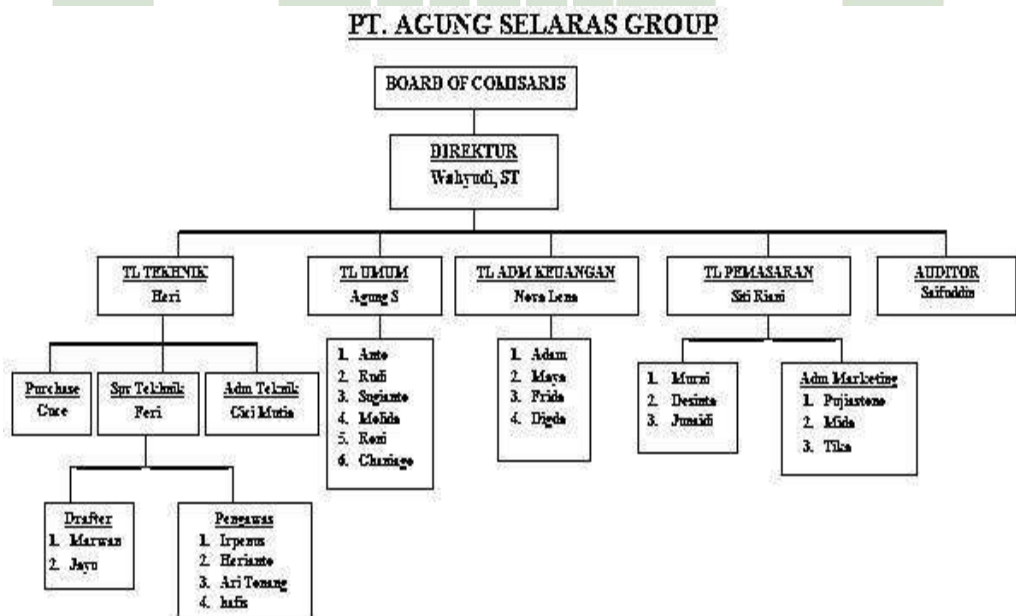 PT. AGUNG SELARAS GROUP
BOARD OF COMISARIS
DIREKTUR
Wahyudi, ST
TL TEKHNIK
Heri
TL UMUM
Agung S
TL ADM KEUANGAN
Nova Lena
TL PEMASARAN
Siti Riani
AUDITOR
Saifuddin
Purchase
Cuce
Spv Tekhnik
Feri
Adm Teknik
Cici Mutia
1. Anto
2. Rudi
3. Sugianto
4. Melida
5. Roni
6. Chaniago
1. Adam
2. Maya
3. Frida
4. Digda
1. Murni
2. Desinta
3. Junaidi
Adm Marketing
1. Pujiastono
2. Mida
3. Tika
Drafter
1. Marwan
2. Jayu
Pengawas
1. Irpenus
2. Herianto
3. Ari Tonang
4. hafis